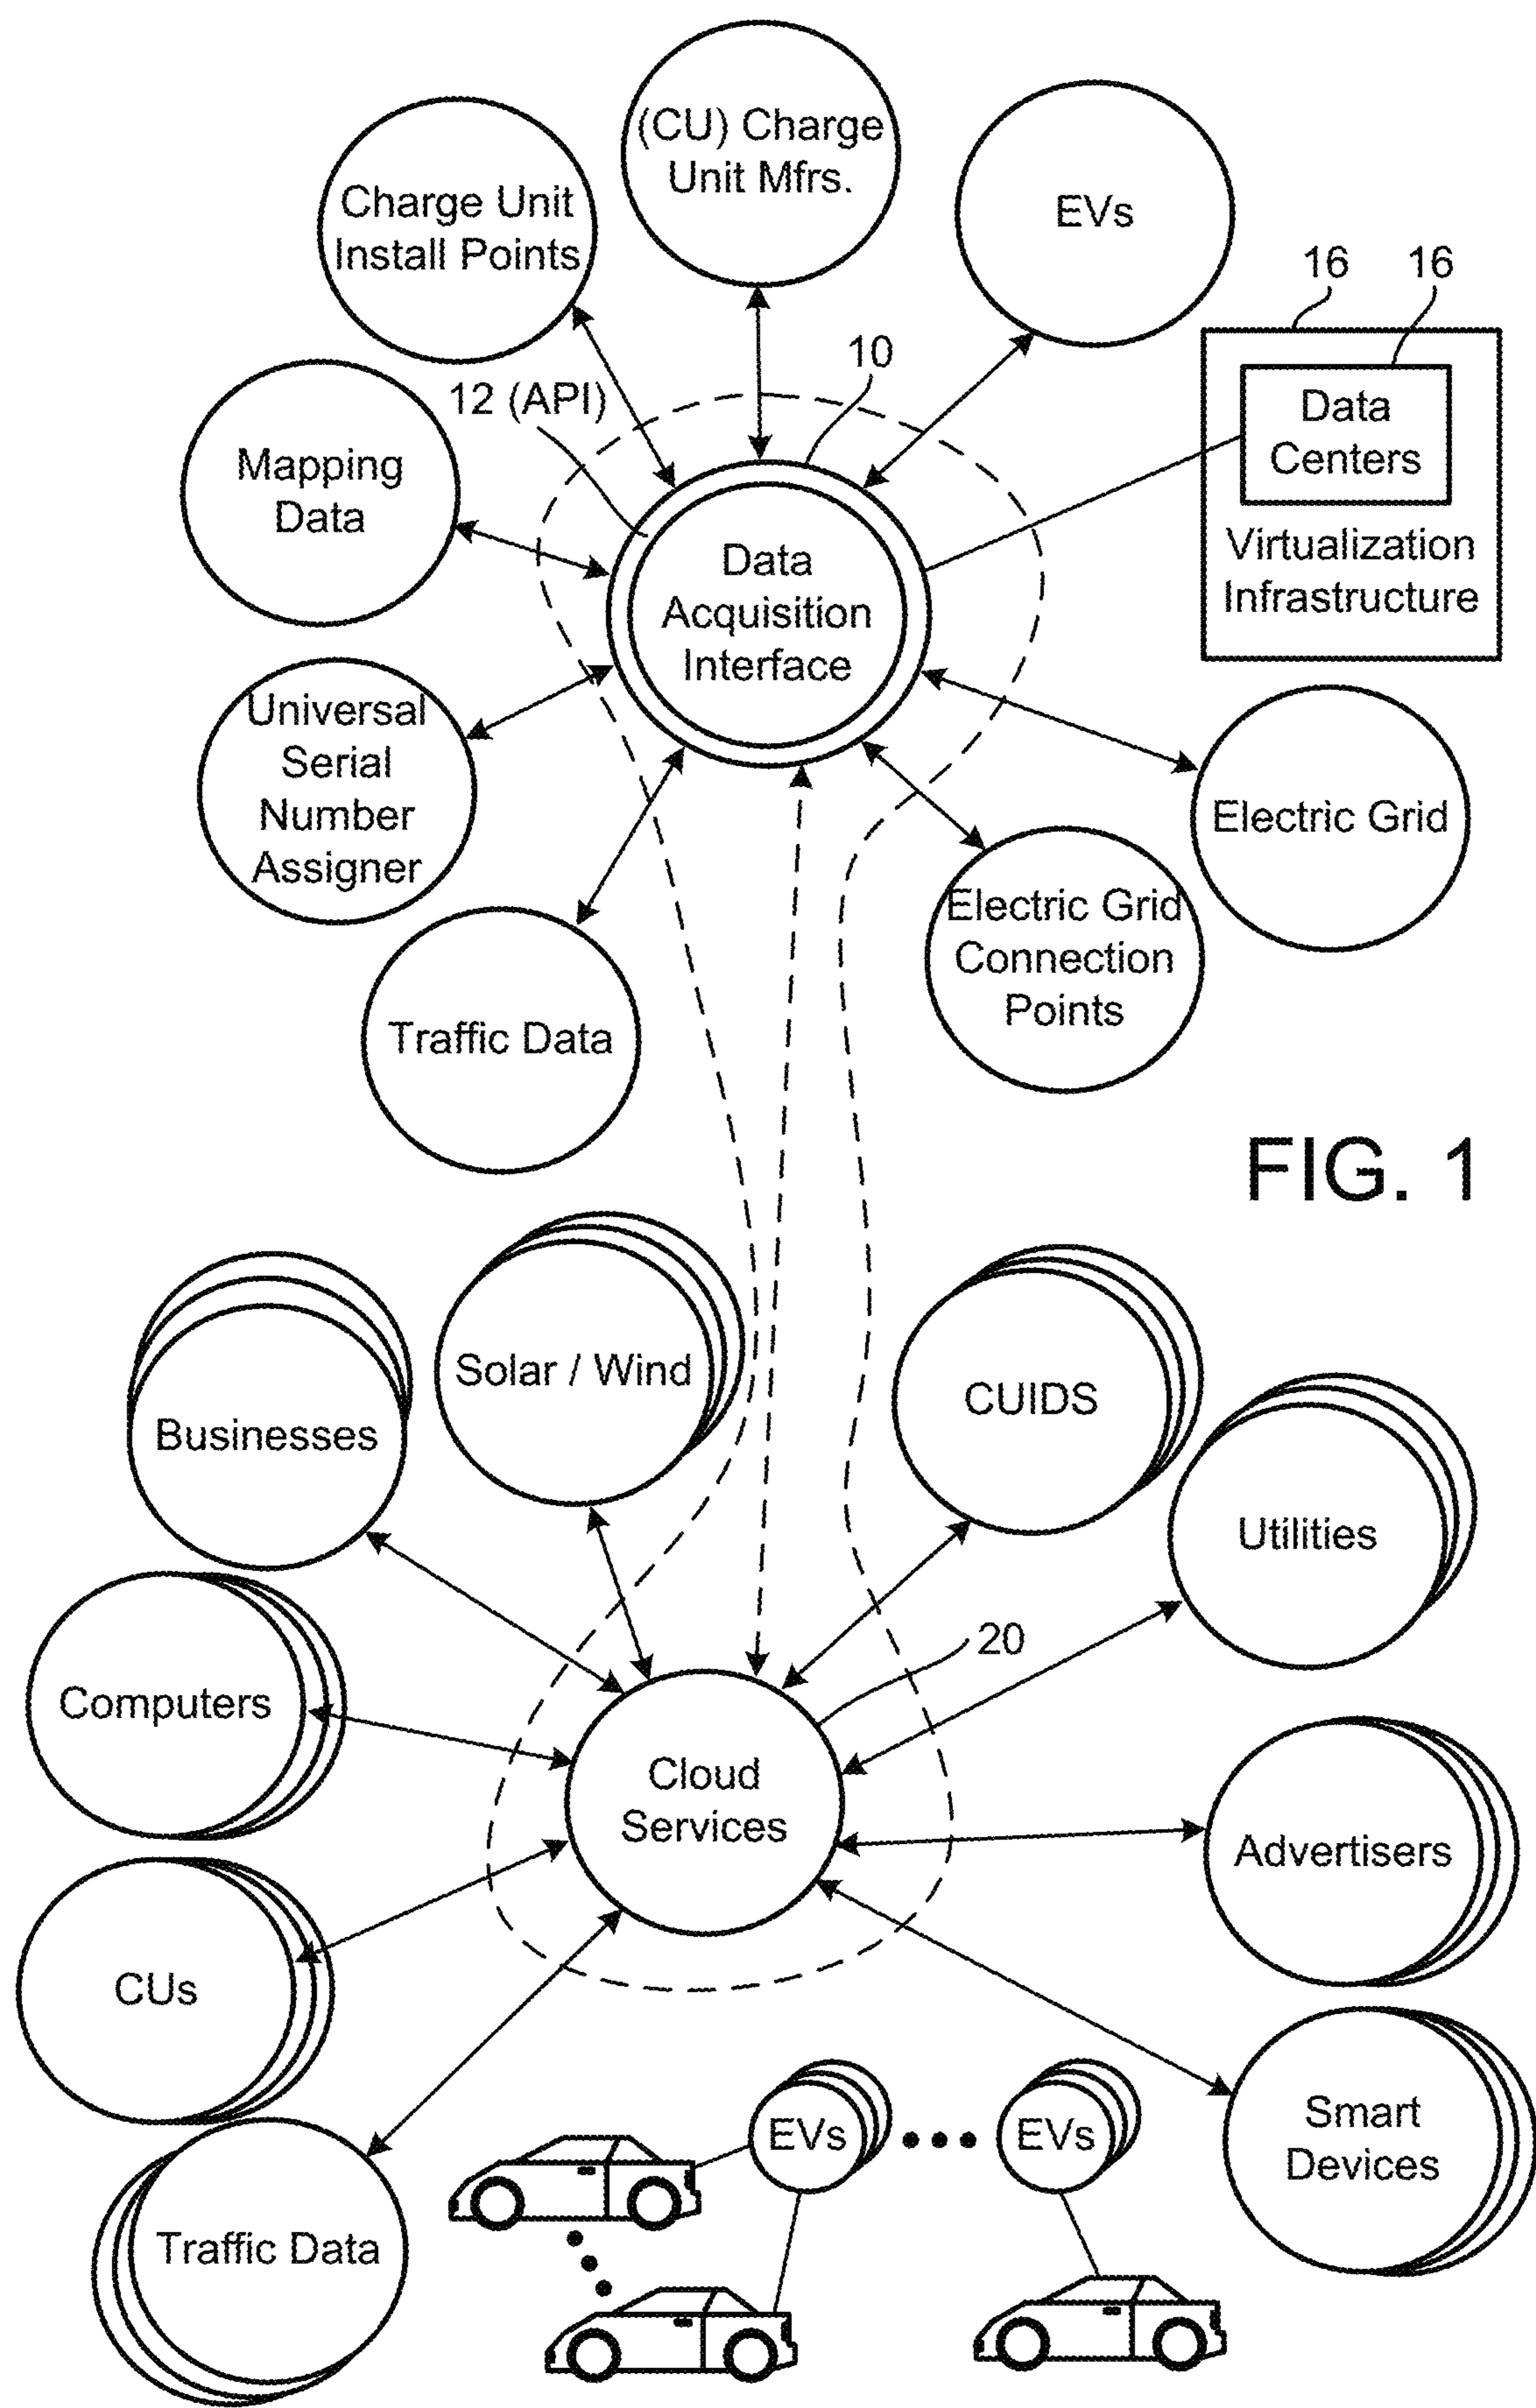 (CU) Charge
Unit Mfrs.
Charge Unit
Install Points
EVs
16
16
10
12 (API)
Data
Centers
Virtualization
Infrastructure
Mapping
Data
Data
Acquisition
Interface
Universal
Serial
Number
Assigner
Electric Grid
Electric Grid
Connection
Points
Traffic Data
FIG. 1
Solar / Wind
CUIDS
Businesses
Utilities
20
Computers
Cloud
Services
Advertisers
CUs
Smart
Devices
EVs
EVs
Traffic Data